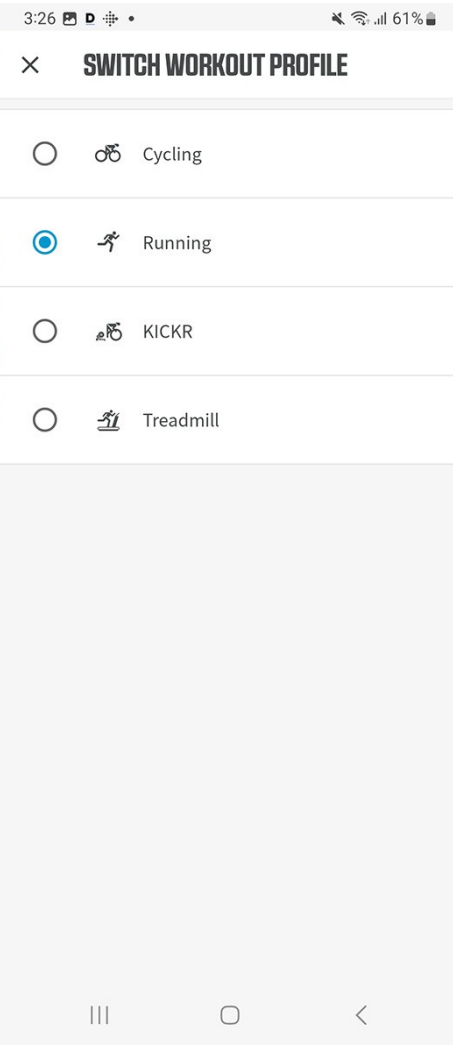 3:26 D 61%
SWITCH WORKOUT PROFILE
Cycling
Running
KICKR
Treadmill